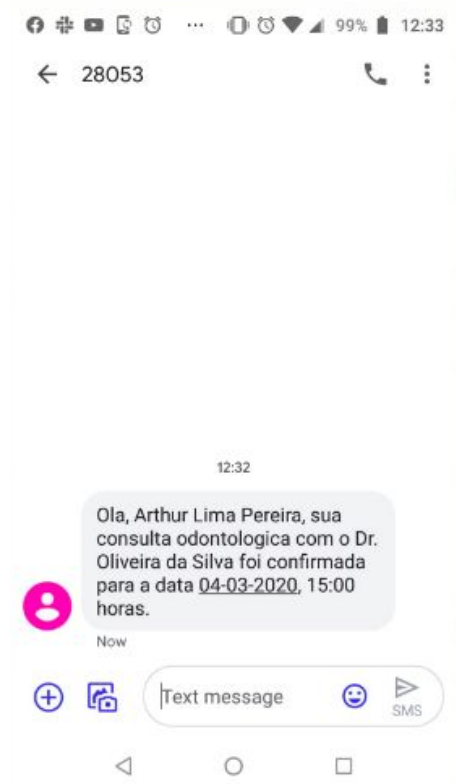 99% 12:33
28053
12:32
Ola, Arthur Lima Pereira, sua
consulta odontologica com o Dr.
Oliveira da Silva foi confirmada
para a data 04-03-2020, 15:00
horas.
Now
Text message
SMS